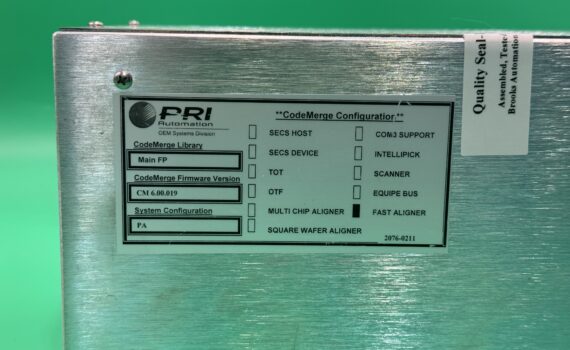 PRI
Automation
OEM Systems Division
CodeMerge Library
Main FP
CodeMerge Firmware Version
CM 6.00.019
System Configuration
PA
**CodeMerge Configuration**
SECS HOST
SECS DEVICE
TOT
OTF
MULTI CHIP ALIGNER
SQUARE WAFER ALIGNER
COM3 SUPPORT
INTELLIPICK
SCANNER
EQUIPE BUS
FAST ALIGNER
2076-0211
Quality Seal-
Assembled, Teste
Brooks Automation